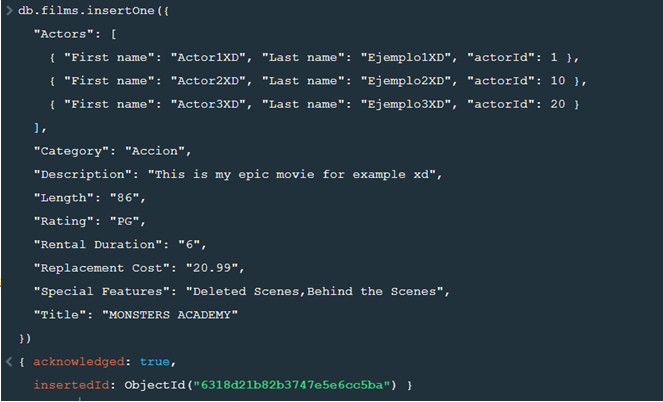 db.films.insertOne({
"Actors": [
{ "First name": "Actor1XD", "Last name": "Ejemplo1XD", "actorId": 1 },
{ "First name": "Actor2XD", "Last name": "Ejemplo2XD", "actorId": 10 },
{ "First name": "Actor3XD", "Last name": "Ejemplo3XD", "actorId": 20 }
],
"Category": "Accion",
"Description": "This is my epic movie for example xd",
"Length": "86",
"Rating": "PG",
"Rental Duration": "6",
"Replacement Cost": "20.99",
"Special Features": "Deleted Scenes,Behind the Scenes",
"Title": "MONSTERS ACADEMY"
})
{ acknowledged: true,
insertedId: ObjectId("6318d21b82b3747e5e6cc5ba") }